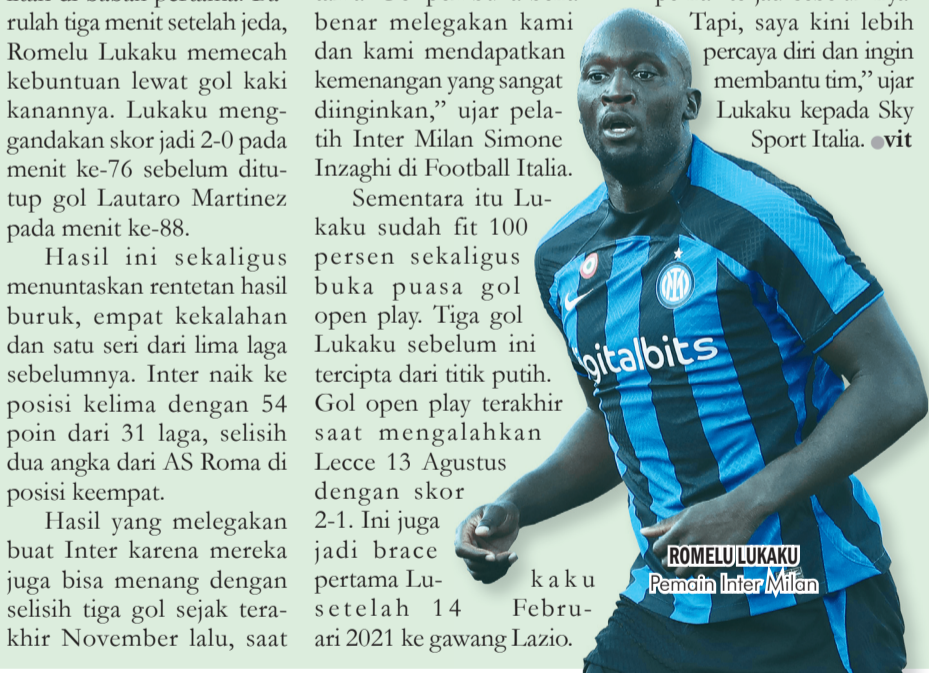 rulah tiga menit setelah jeda,
Romelu Lukaku memecah
kebuntuan lewat gol kaki
kanannya. Lukaku meng-
gandakan skor jadi 2-0 pada
menit ke-76 sebelum ditu-
tup gol Lautaro Martinez
pada menit ke-88.
Hasil ini sekaligus
menuntaskan rentetan hasil
buruk, empat kekalahan
dan satu seri dari lima laga
sebelumnya. Inter naik ke
posisi kelima dengan 54
poin dari 31 laga, selisih
dua angka dari AS Roma di
posisi keempat.
Hasil yang melegakan
buat Inter karena mereka
juga bisa menang dengan
selisih tiga gol sejak tera-
khir November lalu, saat
benar melegakan kami
dan kami mendapatkan
kemenangan yang sangat
diinginkan,” ujar pela-
tih Inter Milan Simone
Inzaghi di Football Italia.
Sementara itu Lu-
kaku sudah fit 100
persen sekaligus
buka puasa gol
open play. Tiga gol
Lukaku sebelum ini
tercipta dari titik putih.
Gol open play terakhir
saat mengalahkan
Lecce 13 Agustus
dengan skor
2-1. Ini juga
jadi brace
pertama Lu- kaku
setelah 14 Febru-
ari 2021 ke gawang Lazio.
Tapi, saya kini lebih
percaya diri dan ingin
membantu tim,” ujar
Lukaku kepada Sky
Sport Italia. ●vit
gitalbits
ROMELU LUKAKU
Pemain Inter Milan